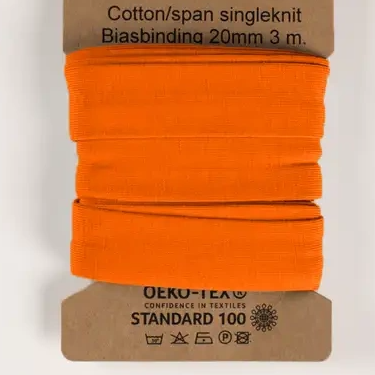 Cotton/span singleknit
Biasbinding 20mm 3 m.
OEKO-TEX®
CONFIDENCE IN TEXTILES
STANDARD 100